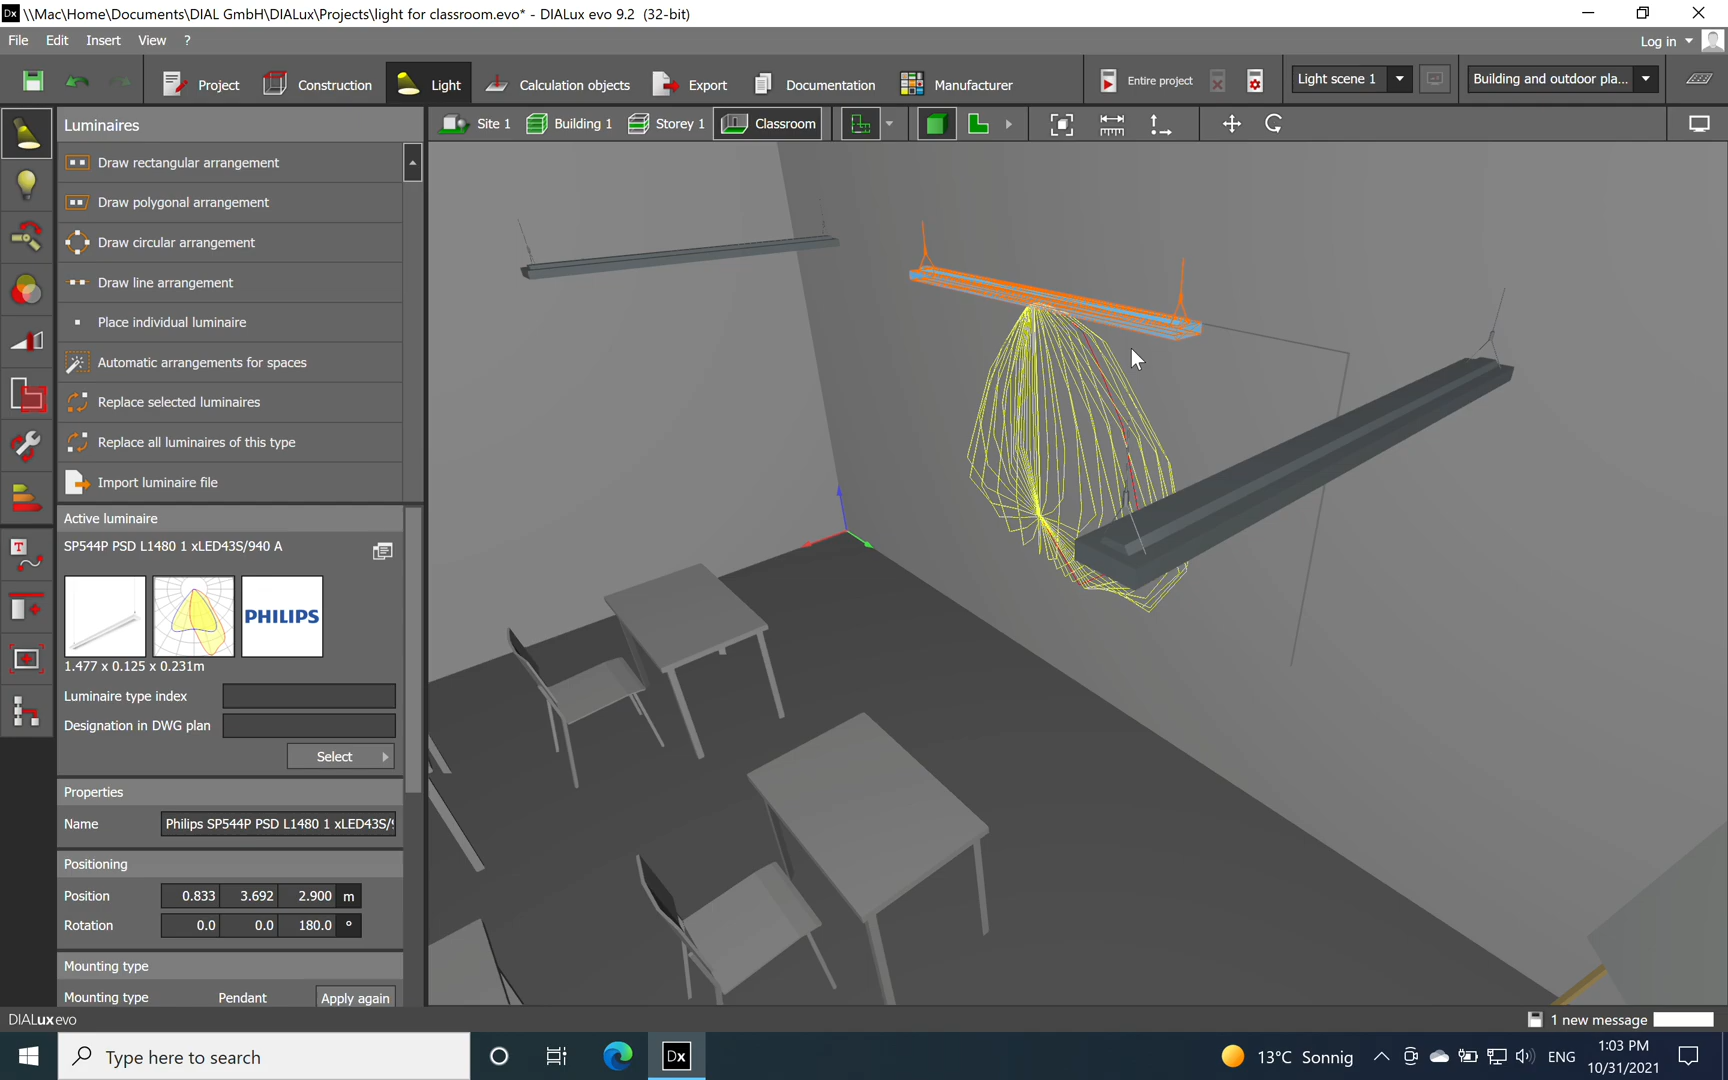 \\Mac\Home\Documents\DIAL GmbH\DIALux\Projects\light for classroom.evo* - DIALux evo 9.2 (32-bit)
File Edit Insert View ?
Log in
Project Construction Light Calculation objects Export Documentation Manufacturer
Entire project
Light scene 1
Building and outdoor pla...
Luminaires
Site 1 Building 1 Storey 1 Classroom
Draw rectangular arrangement
Draw polygonal arrangement
Draw circular arrangement
Draw line arrangement
Place individual luminaire
Automatic arrangements for spaces
Replace selected luminaires
Replace all luminaires of this type
Import luminaire file
Active luminaire
SP544P PSD L1480 1 xLED43S/940 A
PHILIPS
1.477 x 0.125 x 0.231m
Luminaire type index
Designation in DWG plan
Select
Properties
Name Philips SP544P PSD L1480 1 xLED43S/
Positioning
Position 0.833 3.692 2.900 m
Rotation 0.0 0.0 180.0 °
Mounting type
Mounting type Pendant Apply again
DIALux evo
1 new message
Type here to search
Dx
13°C Sonnig
ENG
1:03 PM
10/31/2021